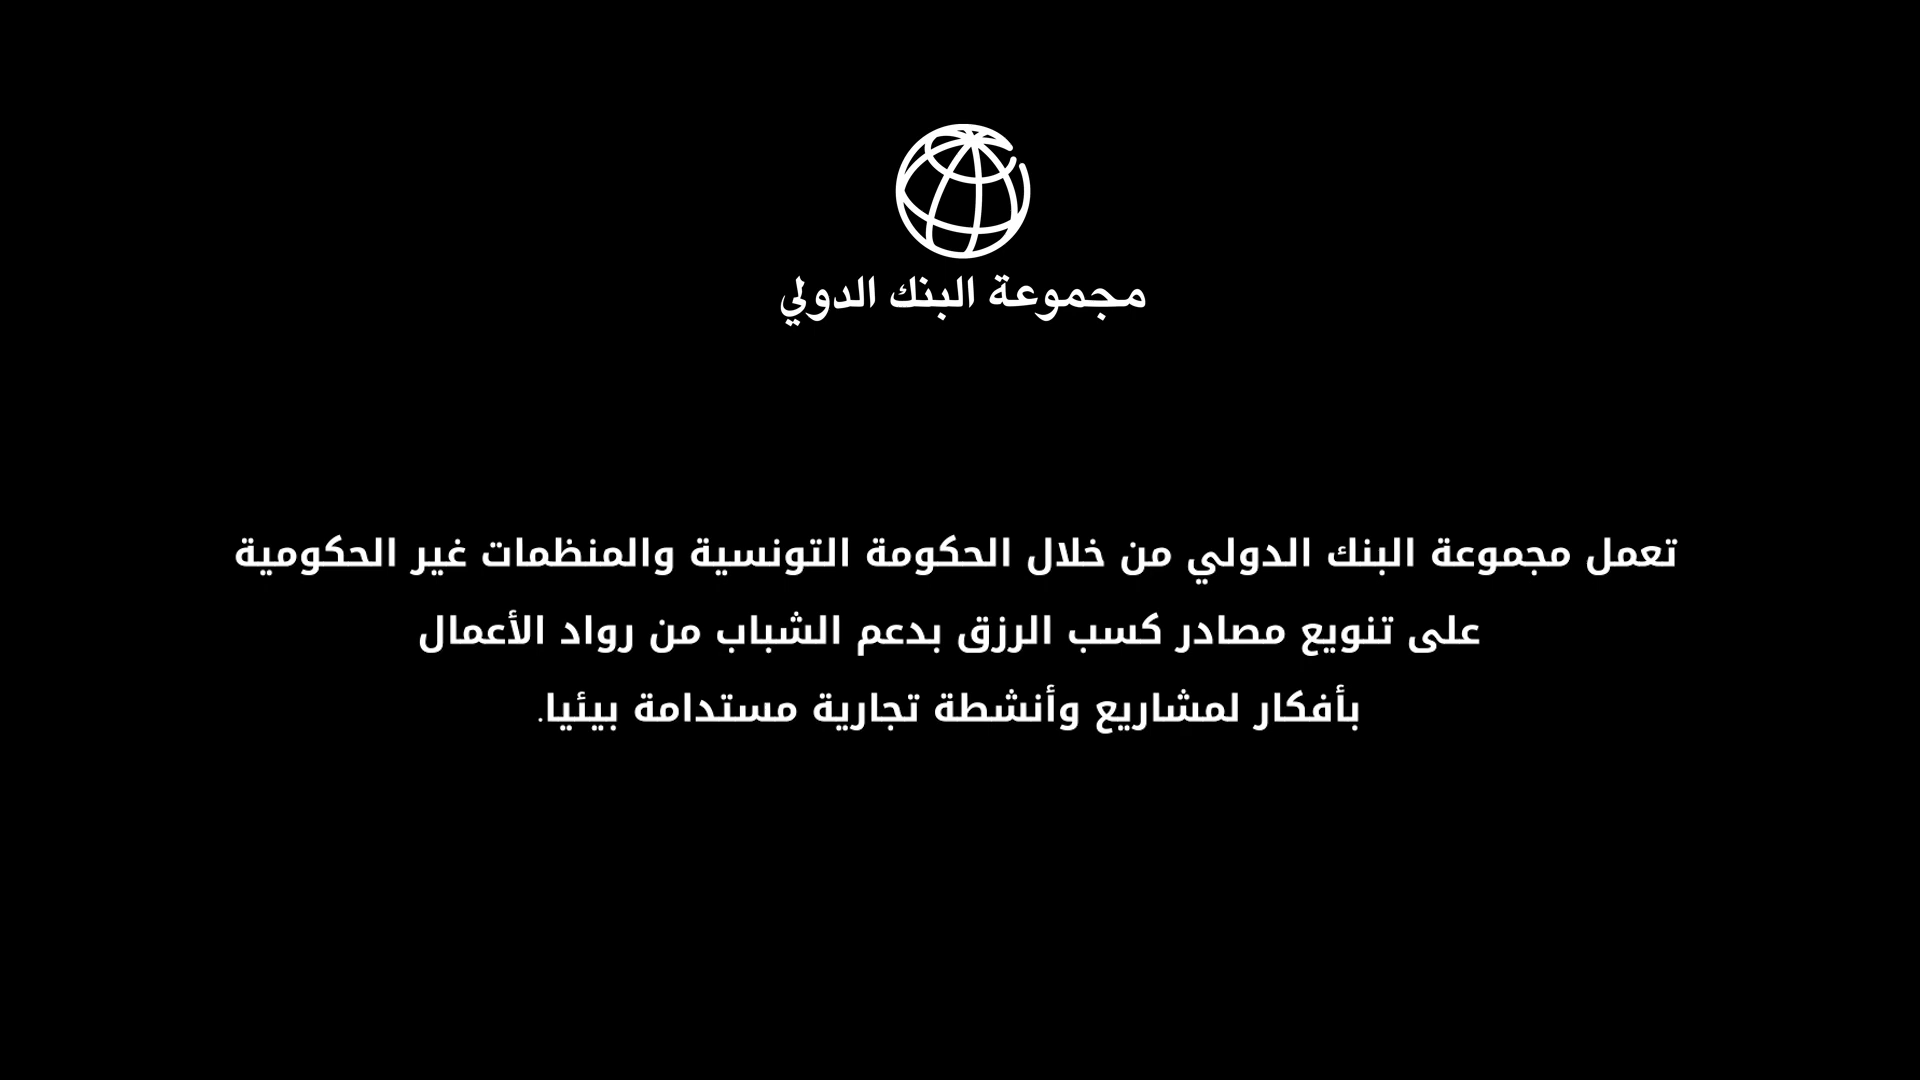 مجموعة البنك الدولي
تعمل مجموعة البنك الدولي من خلال الحكومة التونسية والمنظمات غير الحكومية
على تنويع مصادر كسب الرزق بدعم الشباب من رواد الأعمال
بأفكار لمشاريع وأنشطة تجارية مستدامة بيئيا.